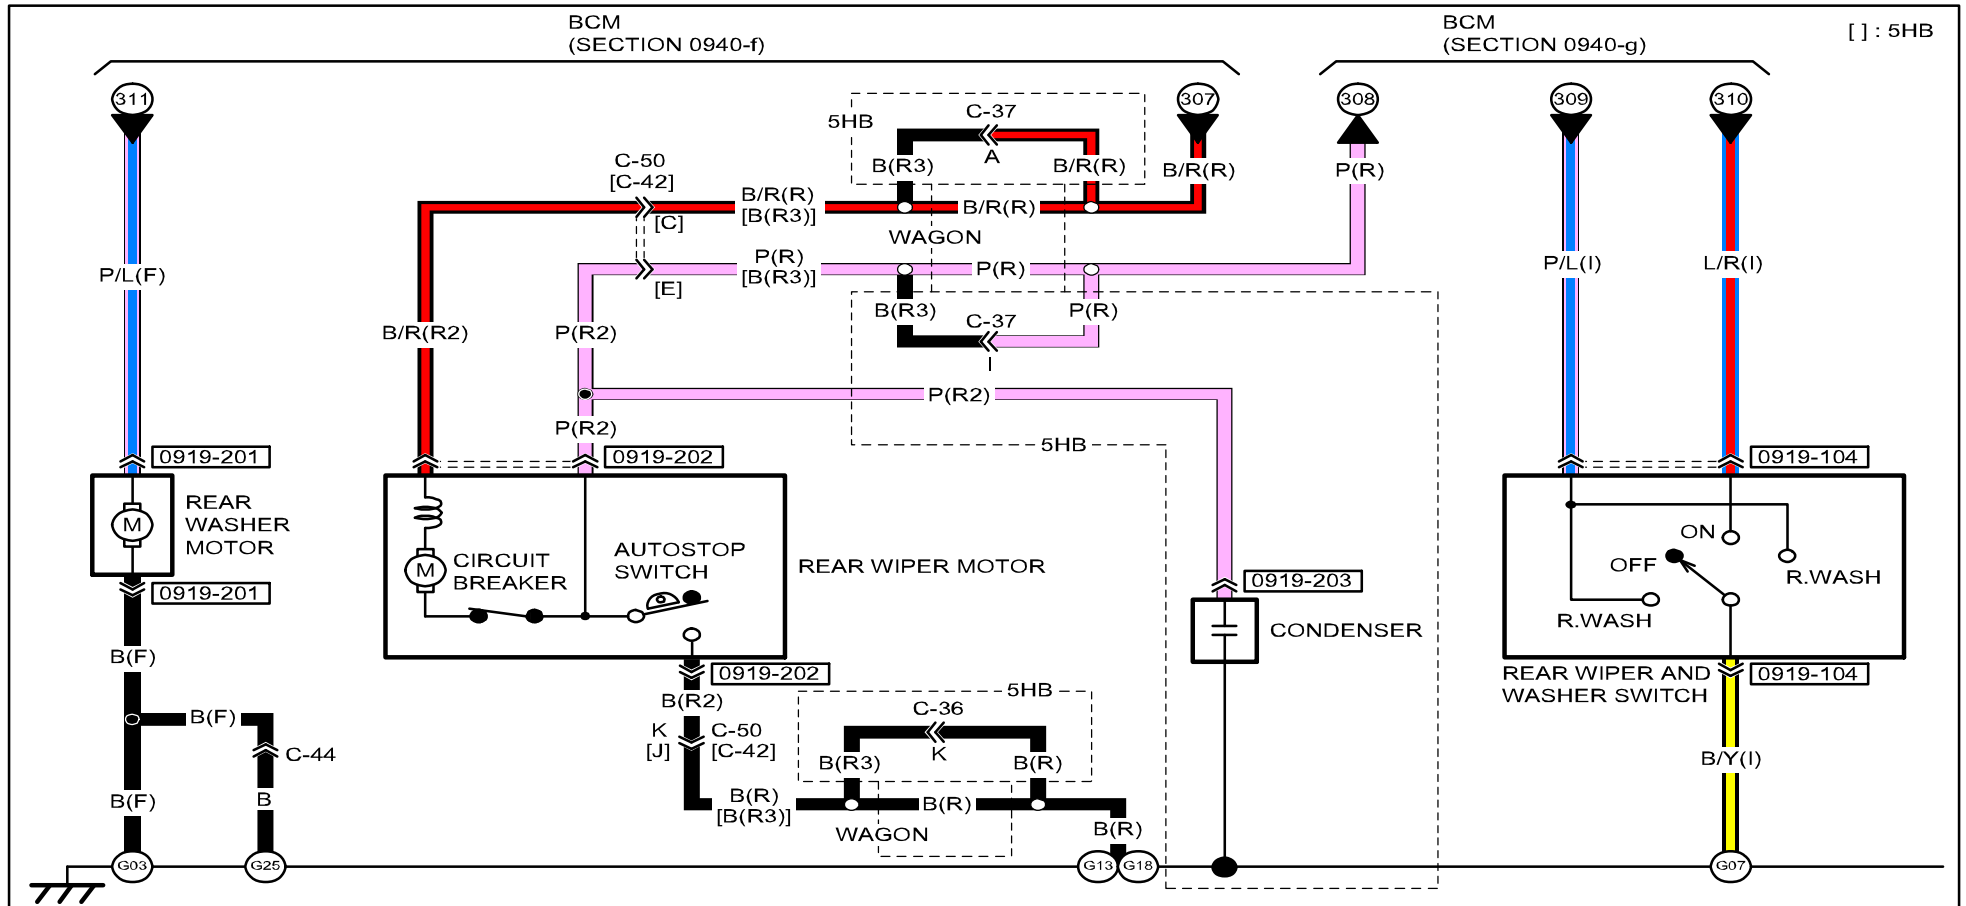 BCM
(SECTION 0940-f)
BCM
(SECTION 0940-g)
[ ] : 5HB
311
307
308
309
310
5HB
C-37
A
B(R3)
B/R(R)
B/R(R)
P(R)
C-50
[C-42]
B/R(R)
[B(R3)]
[C]
B/R(R)
WAGON
P(R)
[B(R3)]
[E]
P(R)
P/L(F)
P/L(I)
L/R(I)
B(R3)
C-37
I
P(R)
B/R(R2)
P(R2)
P(R2)
P(R2)
5HB
0919-201
0919-202
0919-104
REAR
WASHER
MOTOR
M
M
CIRCUIT
BREAKER
AUTOSTOP
SWITCH
REAR WIPER MOTOR
ON
OFF
R.WASH
R.WASH
0919-201
0919-203
CONDENSER
B(F)
0919-202
REAR WIPER AND
WASHER SWITCH
0919-104
B(R2)
5HB
C-36
K
B(F)
K
[J]
C-50
[C-42]
B(R3)
B(R)
B/Y(I)
C-44
B(F)
B
B(R)
[B(R3)]
B(R)
WAGON
B(R)
G03
G25
G13
G18
G07